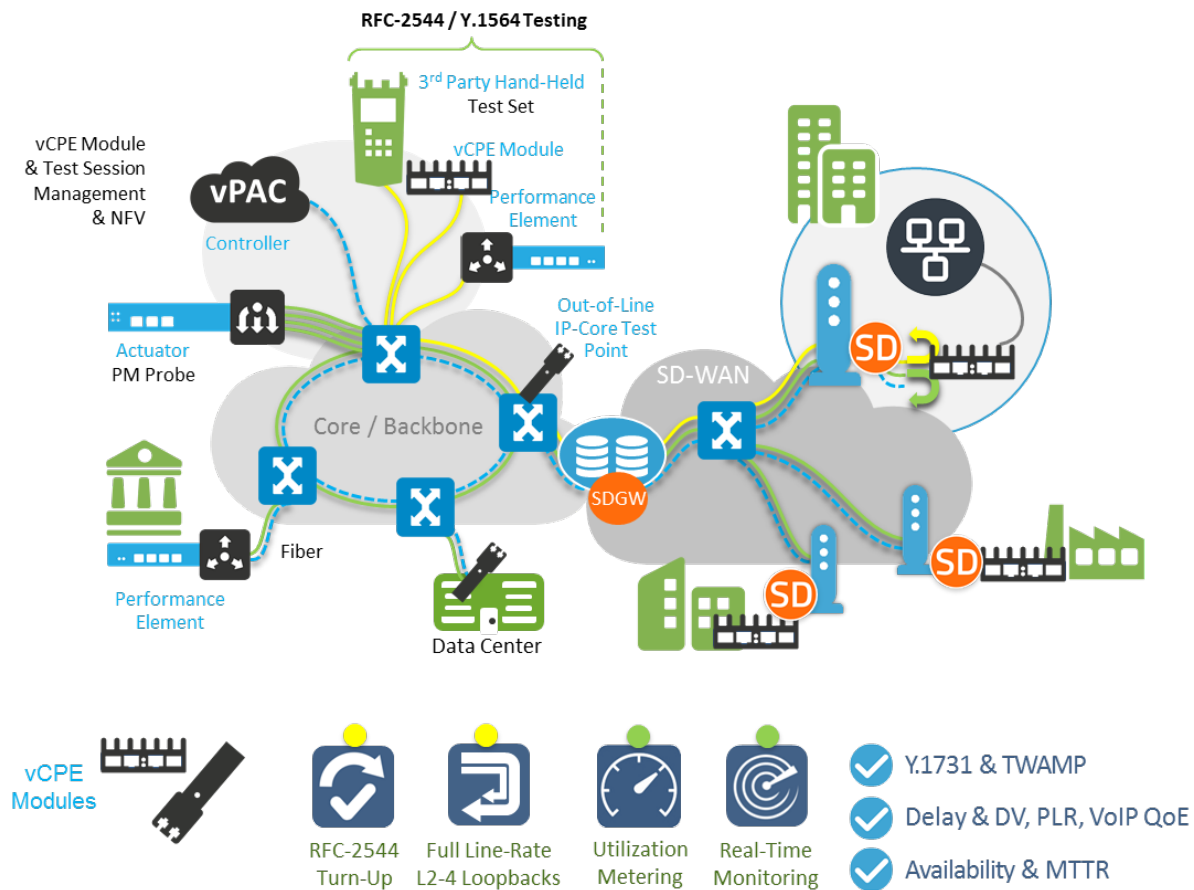 RFC-2544 / Y.1564 Testing
3rd Party Hand-Held
Test Set
vCPE Module
& Test Session
Management
& NFV
vCPE Module
vPAC
Performance
Element
Controller
Out-of-Line
IP-Core Test
Point
Actuator
PM Probe
SD-WAN
SD
Core / Backbone
SDGW
Fiber
SD
SD
Performance
Element
Data Center
vCPE
Modules
Y.1731 & TWAMP
Delay & DV, PLR, VoIP QoE
Availability & MTTR
RFC-2544
Turn-Up
Full Line-Rate
L2-4 Loopbacks
Utilization
Metering
Real-Time
Monitoring